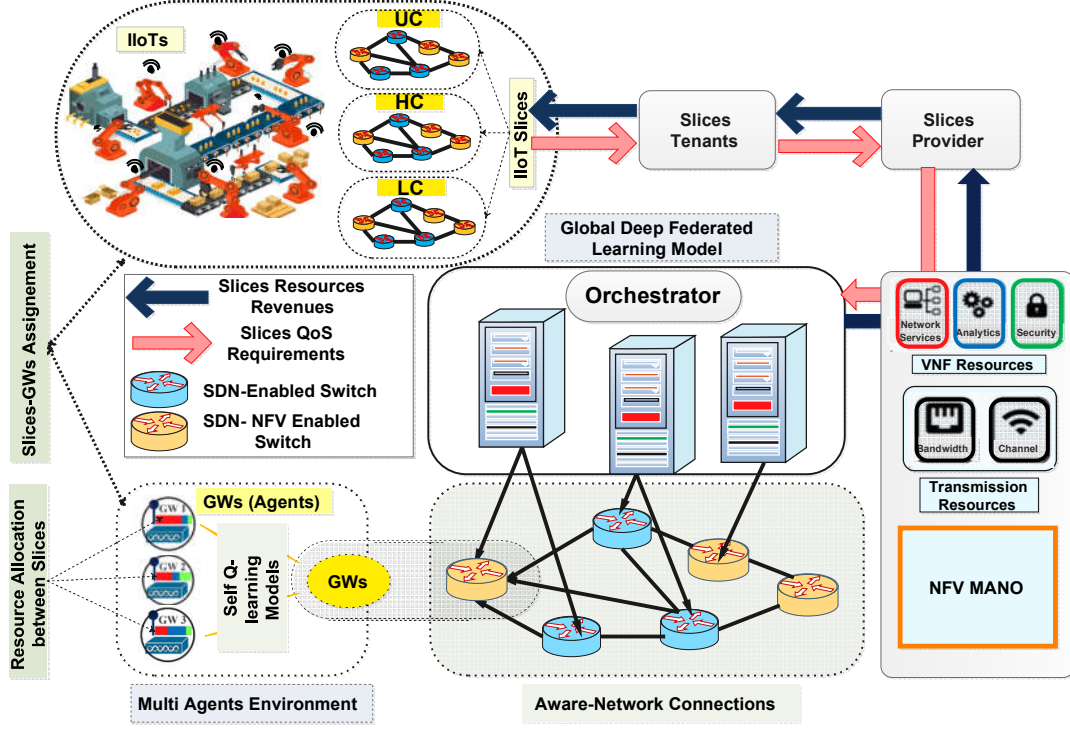 IIoTs
UC
HC
LC
IIoT Slices
Slices
Tenants
Slices
Provider
Global Deep Federated
Learning Model
Slices-GWs Assignement
Slices Resources
Revenues
Slices QoS
Requirements
SDN-Enabled Switch
SDN- NFV Enabled
Switch
Orchestrator
Network
Services
Analytics
Security
VNF Resources
Bandwidth
Channel
Transmission
Resources
NFV MANO
Resource Allocation
between Slices
GW 1
GW 2
GW 3
GWs (Agents)
Self Q-
learning
Models
GWs
Multi Agents Environment
Aware-Network Connections